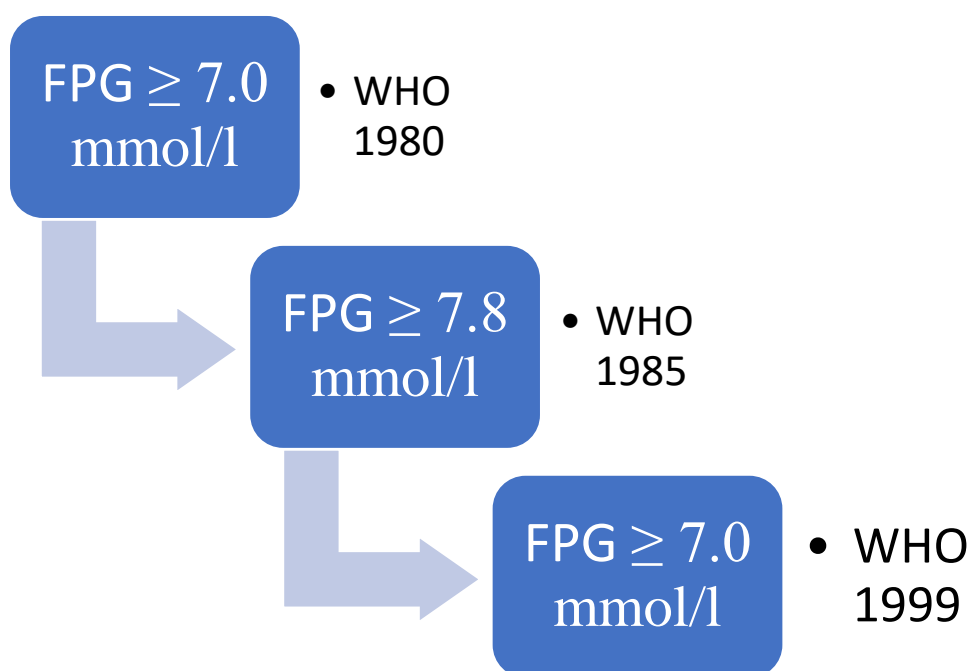 FPG ≥ 7.0
mmol/l
• WHO
1980
FPG ≥ 7.8
mmol/l
• WHO
1985
FPG ≥ 7.0
mmol/l
• WHO
1999